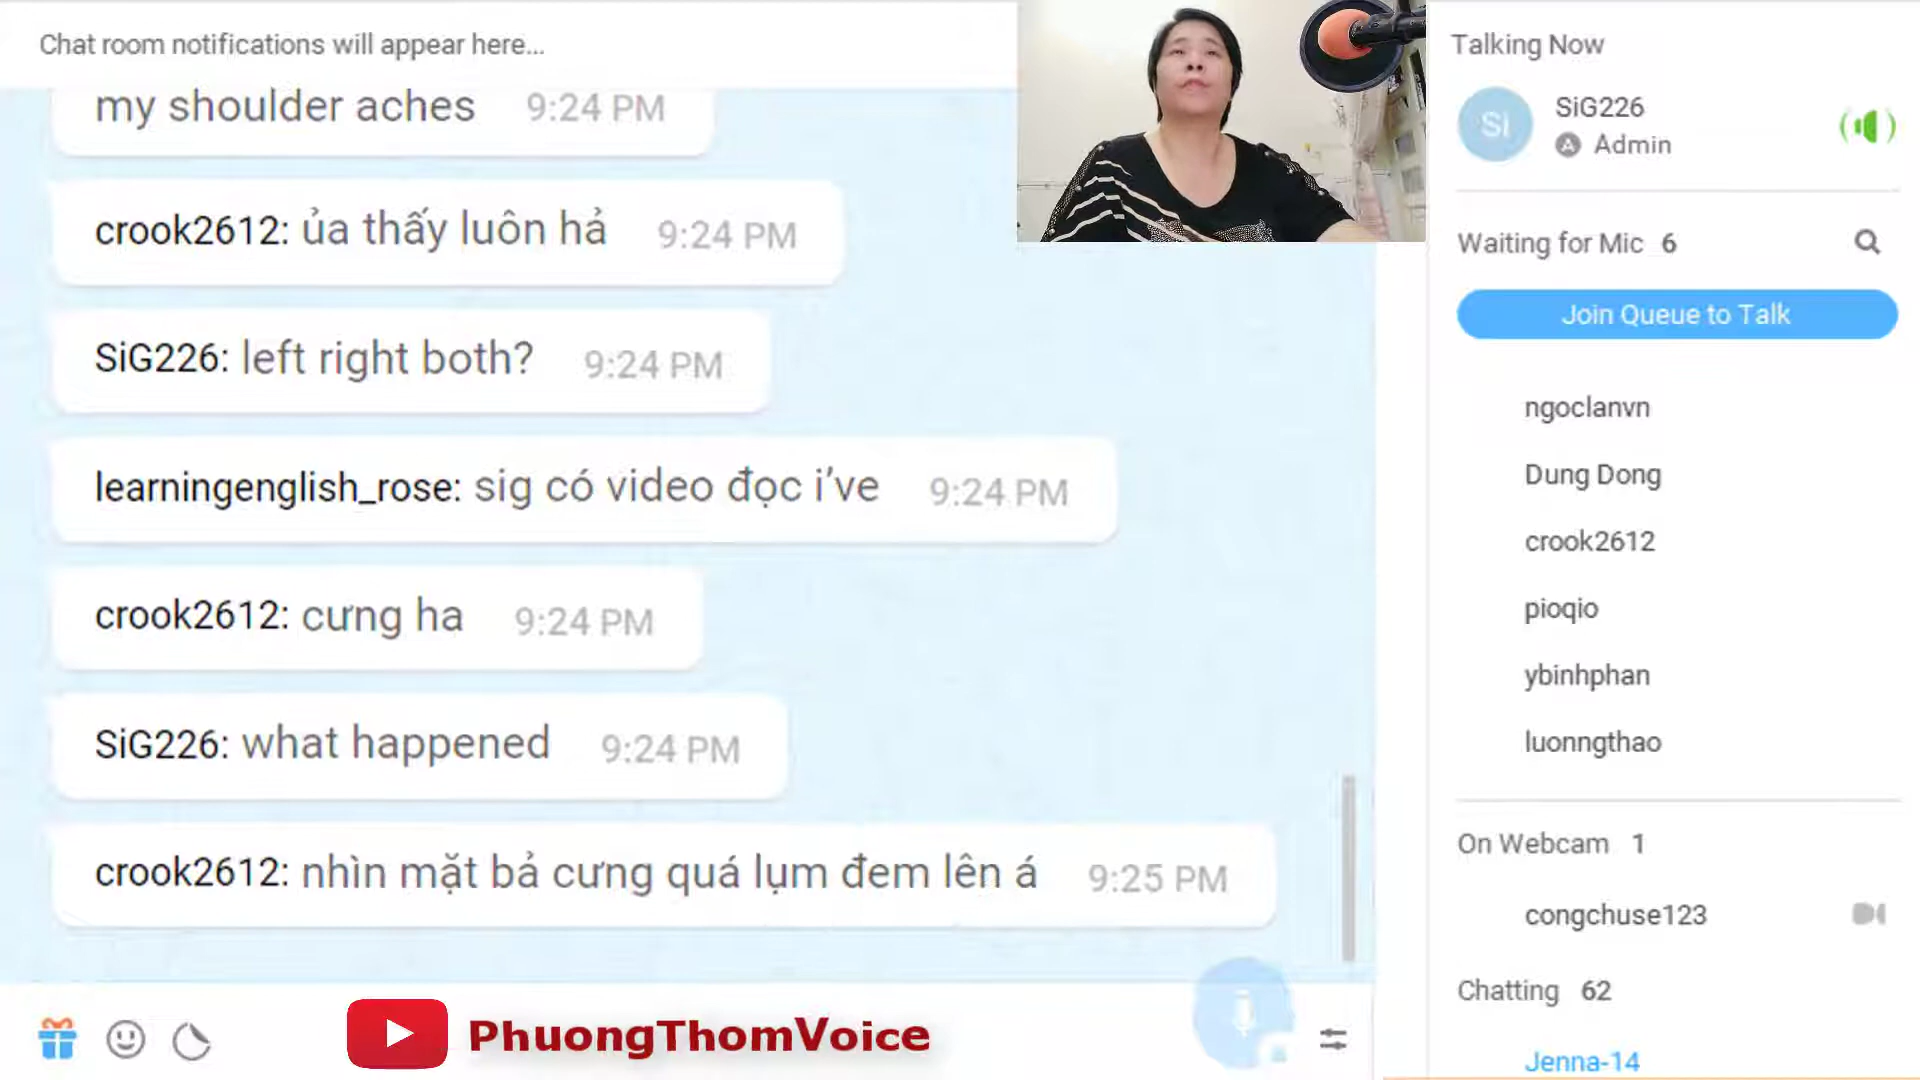 Chat room notifications will appear here...
my shoulder aches 9:24 PM
crook2612: ủa thấy luôn hả 9:24 PM
SiG226: left right both? 9:24 PM
learningenglish_rose: sig có video đọc i’ve 9:24 PM
crook2612: cưng ha 9:24 PM
SiG226: what happened 9:24 PM
crook2612: nhìn mặt bả cưng quá lụm đem lên á 9:25 PM
PhuongThomVoice
Talking Now
Si
SiG226
A Admin
Waiting for Mic 6
Join Queue to Talk
ngoclanvn
Dung Dong
crook2612
pioqio
ybinhphan
luonngthao
On Webcam 1
congchuse123
Chatting 62
Jenna-14